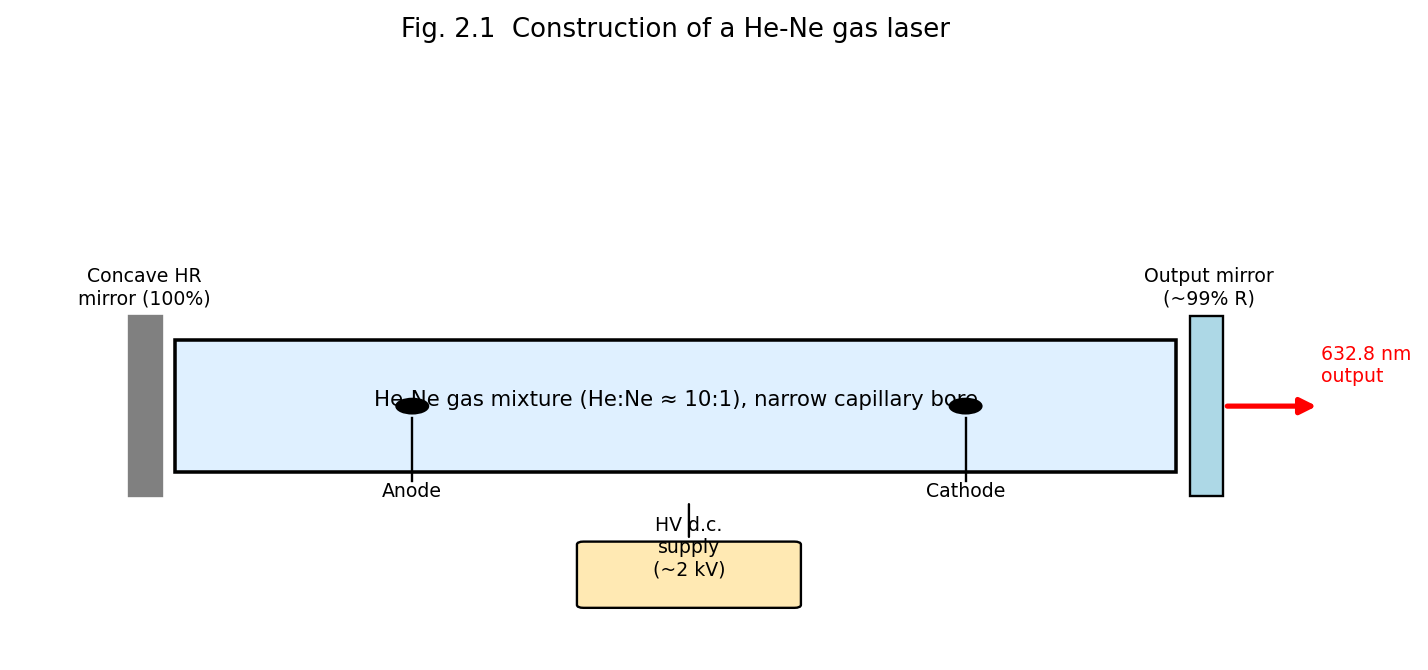 Fig. 2.1  Construction of a He-Ne gas laser
Concave HR
mirror (100%)
Output mirror
(~99% R)
632.8 nm
output
He-Ne gas mixture (He:Ne ≈ 10:1), narrow capillary bore
Anode
Cathode
HV d.c.
supply
(~2 kV)